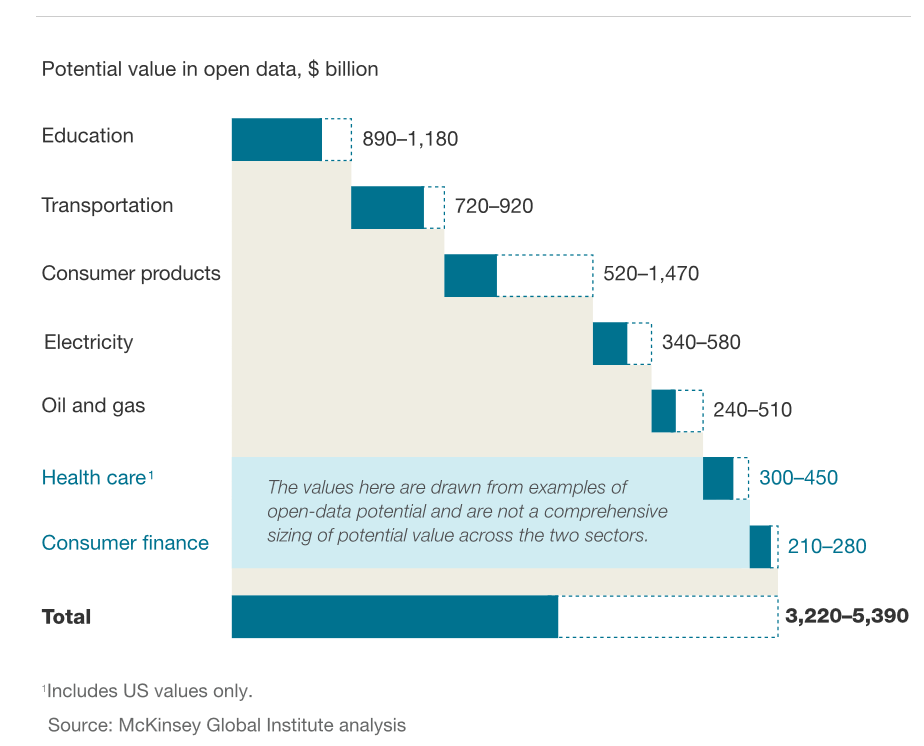 Potential value in open data, $ billion
Education 890–1,180
Transportation 720–920
Consumer products 520–1,470
Electricity 340–580
Oil and gas 240–510
Health care¹ 300–450
The values here are drawn from examples of
open-data potential and are not a comprehensive
sizing of potential value across the two sectors.
Consumer finance 210–280
Total 3,220–5,390
¹Includes US values only.
Source: McKinsey Global Institute analysis